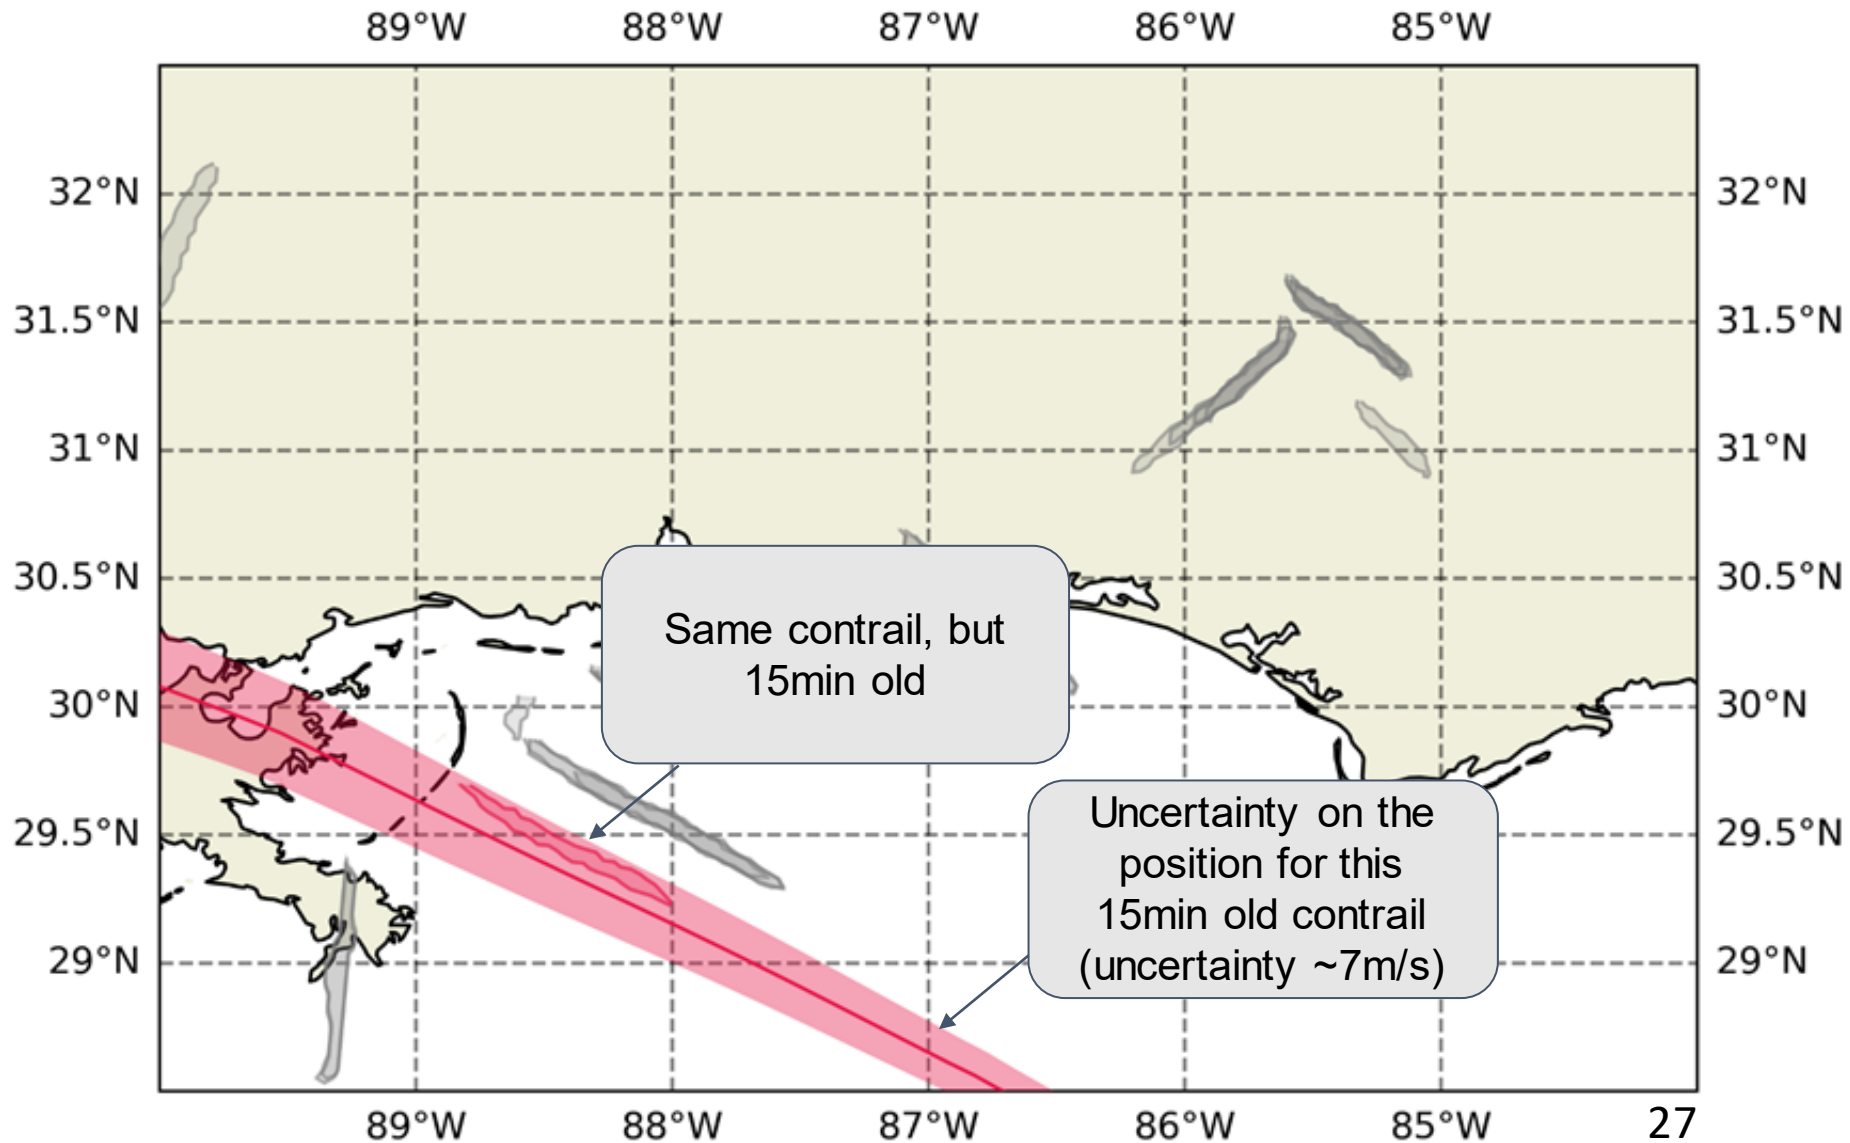 89°W 88°W 87°W 86°W 85°W
32°N 32°N
31.5°N 31.5°N
31°N 31°N
30.5°N 30.5°N
Same contrail, but
15min old
30°N 30°N
Uncertainty on the
29.5°N 29.5°N
position for this
15min old contrail
(uncertainty ~7m/s)
29°N 29°N
89°W 88°W 87°W 86°W 85°W
27